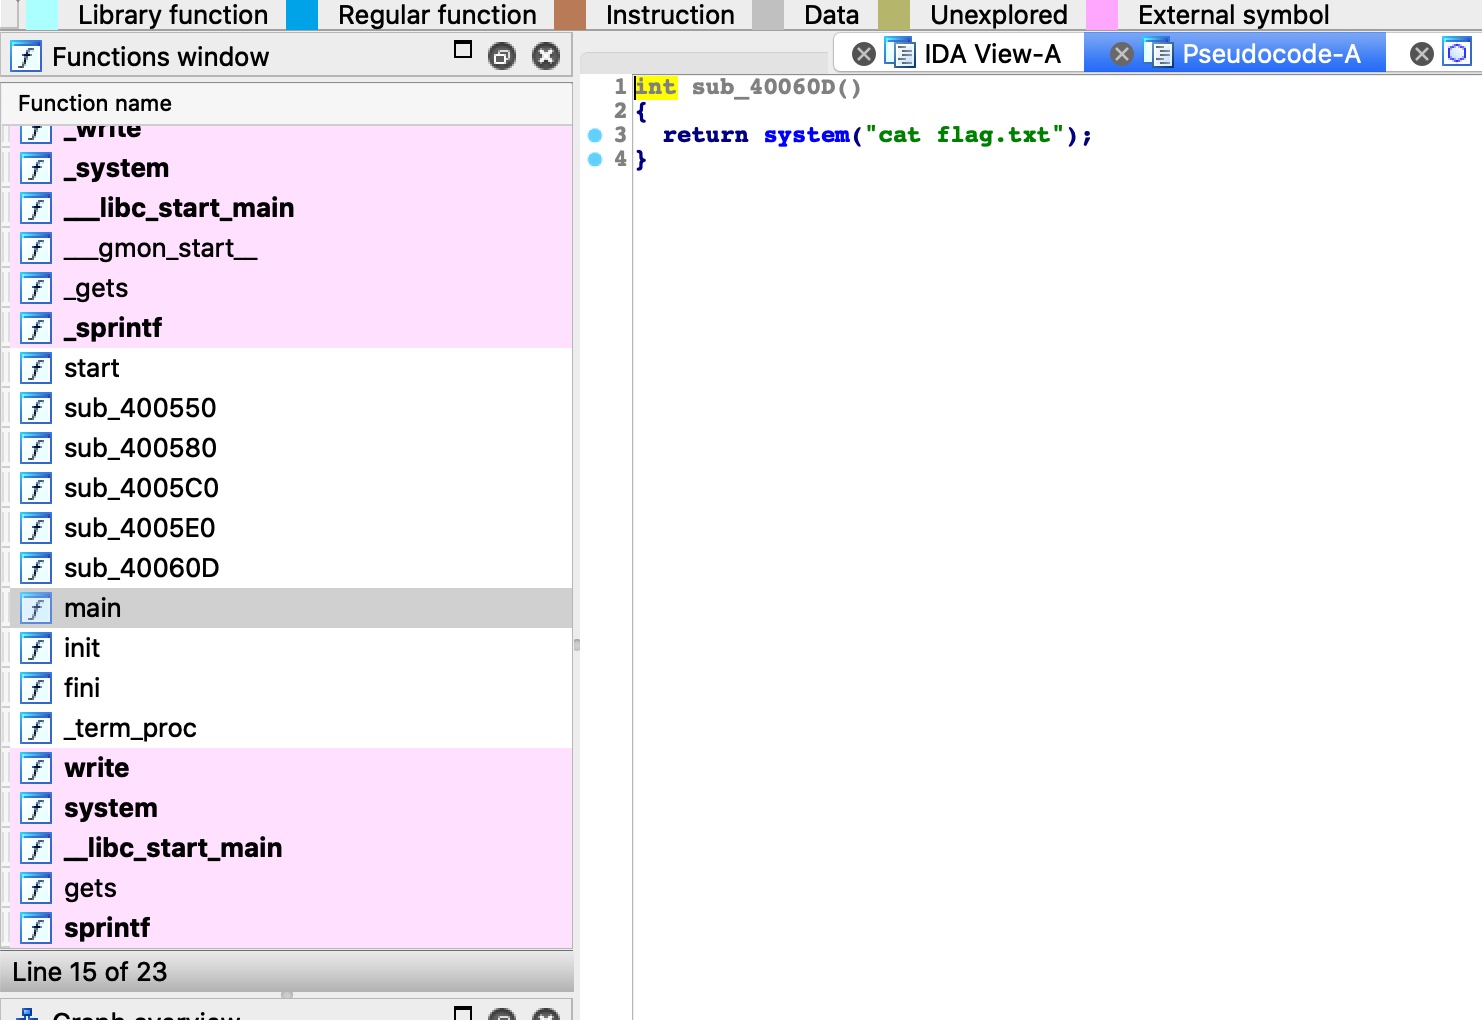 Library function Regular function Instruction Data Unexplored External symbol
Functions window
IDA View-A Pseudocode-A
Function name
_write
_system
___libc_start_main
___gmon_start__
_gets
_sprintf
start
sub_400550
sub_400580
sub_4005C0
sub_4005E0
sub_40060D
main
init
fini
_term_proc
write
system
__libc_start_main
gets
sprintf
Line 15 of 23
Graph overview
1 int sub_40060D()
2 {
3 return system("cat flag.txt");
4 }